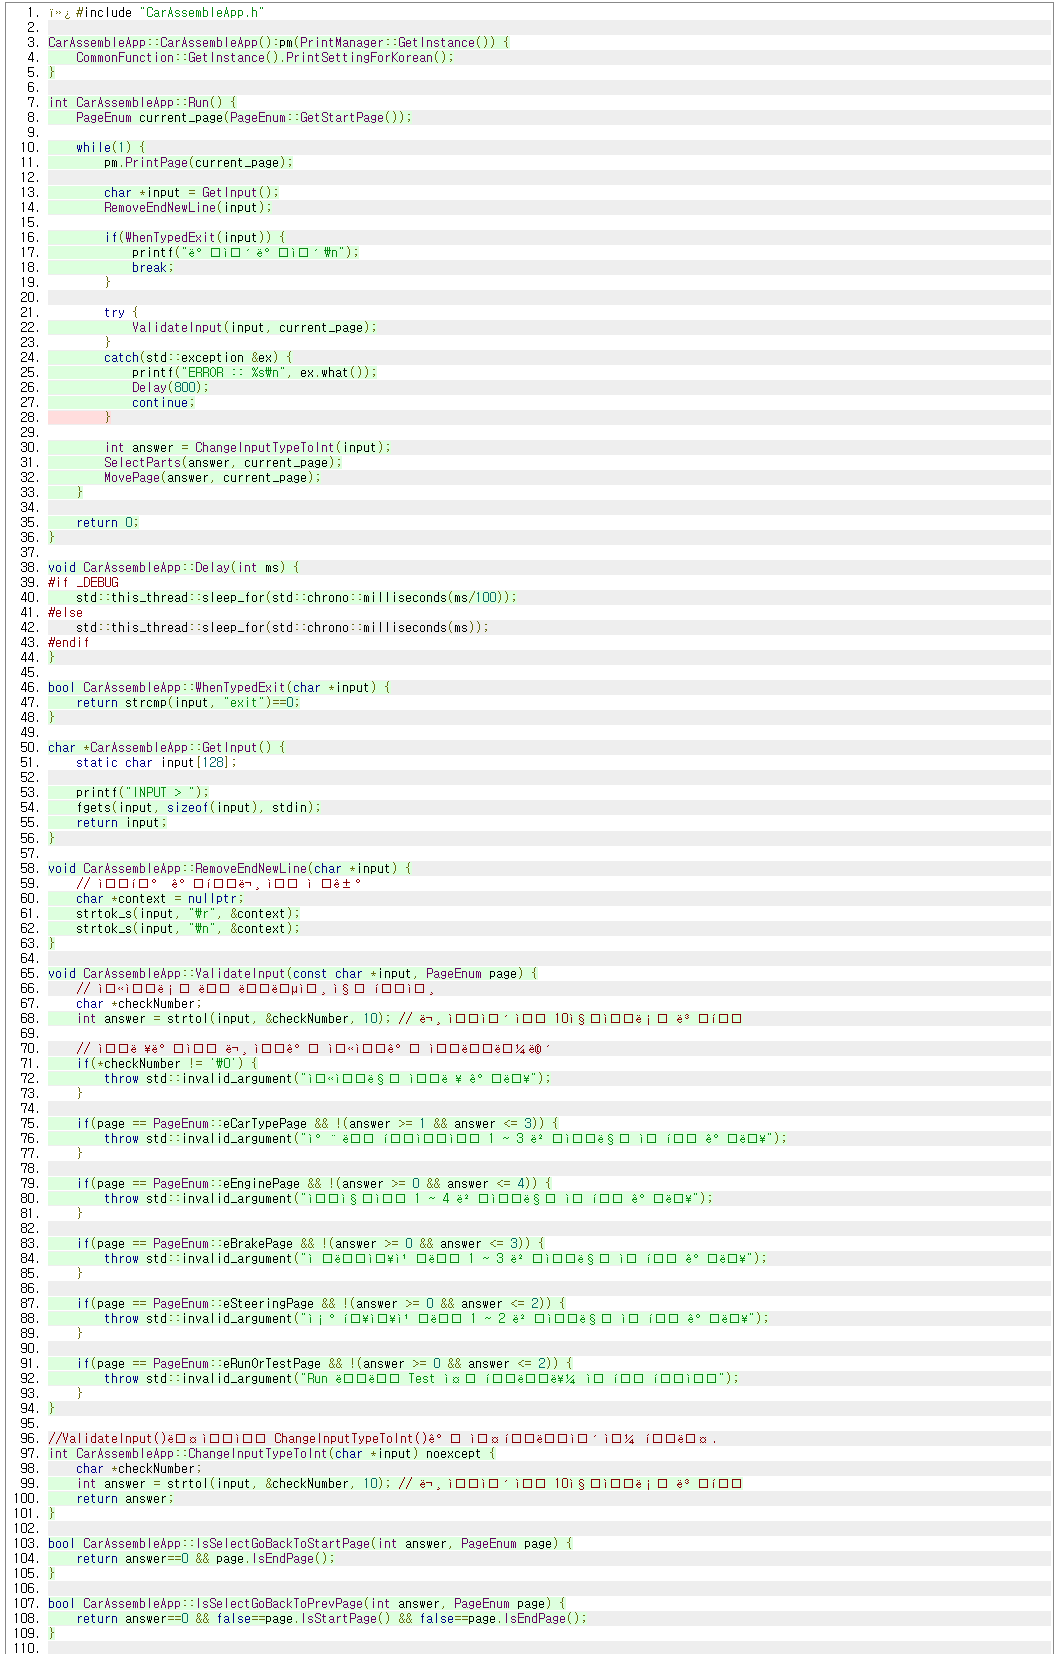 1. ï»¿#include "CarAssembleApp.h"
2.
3. CarAssembleApp::CarAssembleApp():pm(PrintManager::GetInstance()) {
4. CommonFunction::GetInstance().PrintSettingForKorean();
5. }
6.
7. int CarAssembleApp::Run() {
8. PageEnum current_page(PageEnum::GetStartPage());
9.
10. while(1) {
11. pm.PrintPage(current_page);
12.
13. char *input = GetInput();
14. RemoveEndNewLine(input);
15.
16. if(WhenTypedExit(input)) {
17. printf("₩n");
18. break;
19. }
20.
21. try {
22. ValidateInput(input, current_page);
23. }
24. catch(std::exception &ex) {
25. printf("ERROR :: %s₩n", ex.what());
26. Delay(800);
27. continue;
28. }
29.
30. int answer = ChangeInputTypeToInt(input);
31. SelectParts(answer, current_page);
32. MovePage(answer, current_page);
33. }
34.
35. return 0;
36. }
37.
38. void CarAssembleApp::Delay(int ms) {
39. #if _DEBUG
40. std::this_thread::sleep_for(std::chrono::milliseconds(ms/100));
41. #else
42. std::this_thread::sleep_for(std::chrono::milliseconds(ms));
43. #endif
44. }
45.
46. bool CarAssembleApp::WhenTypedExit(char *input) {
47. return strcmp(input, "exit")==0;
48. }
49.
50. char *CarAssembleApp::GetInput() {
51. static char input[128];
52.
53. printf("INPUT > ");
54. fgets(input, sizeof(input), stdin);
55. return input;
56. }
57.
58. void CarAssembleApp::RemoveEndNewLine(char *input) {
59. //
60. char *context = nullptr;
61. strtok_s(input, "₩r", &context);
62. strtok_s(input, "₩n", &context);
63. }
64.
65. void CarAssembleApp::ValidateInput(const char *input, PageEnum page) {
66. //
67. char *checkNumber;
68. int answer = strtol(input, &checkNumber, 10); // 10
69.
70. //
71. if(*checkNumber != '₩0') {
72. throw std::invalid_argument("");
73. }
74.
75. if(page == PageEnum::eCarTypePage && !(answer >= 1 && answer <= 3)) {
76. throw std::invalid_argument(" 1 ~ 3 ");
77. }
78.
79. if(page == PageEnum::eEnginePage && !(answer >= 0 && answer <= 4)) {
80. throw std::invalid_argument(" 1 ~ 4 ");
81. }
82.
83. if(page == PageEnum::eBrakePage && !(answer >= 0 && answer <= 3)) {
84. throw std::invalid_argument(" 1 ~ 3 ");
85. }
86.
87. if(page == PageEnum::eSteeringPage && !(answer >= 0 && answer <= 2)) {
88. throw std::invalid_argument(" 1 ~ 2 ");
89. }
90.
91. if(page == PageEnum::eRunOrTestPage && !(answer >= 0 && answer <= 2)) {
92. throw std::invalid_argument("Run Test ");
93. }
94. }
95.
96. //ValidateInput() ChangeInputTypeToInt() .
97. int CarAssembleApp::ChangeInputTypeToInt(char *input) noexcept {
98. char *checkNumber;
99. int answer = strtol(input, &checkNumber, 10); // 10
100. return answer;
101. }
102.
103. bool CarAssembleApp::IsSelectGoBackToStartPage(int answer, PageEnum page) {
104. return answer==0 && page.IsEndPage();
105. }
106.
107. bool CarAssembleApp::IsSelectGoBackToPrevPage(int answer, PageEnum page) {
108. return answer==0 && false==page.IsStartPage() && false==page.IsEndPage();
109. }
110.